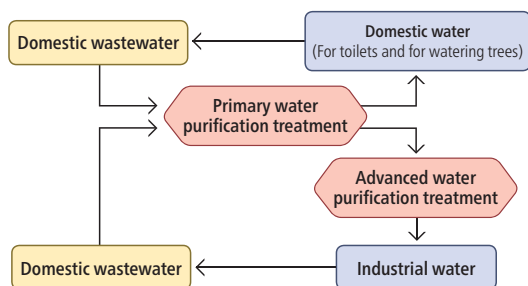 Domestic wastewater
Domestic water
(For toilets and for watering trees)
Primary water
purification treatment
Advanced water
purification treatment
Domestic wastewater
Industrial water